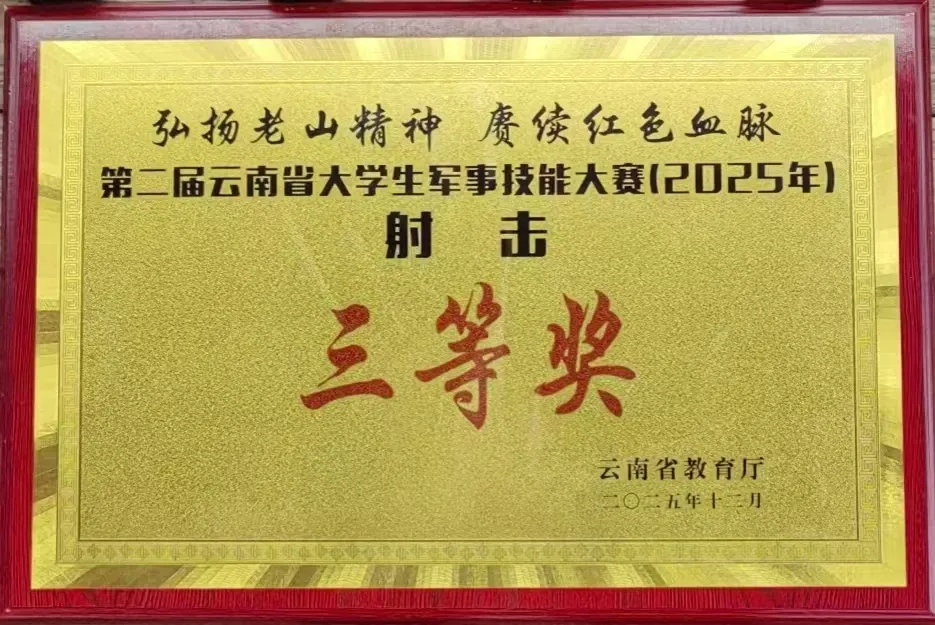 弘扬老山精神 赓续红色血脉
第二届云南省大学生军事技能大赛(2025年)
射 击
三等奖
云南省教育厅
二〇二五年十二月